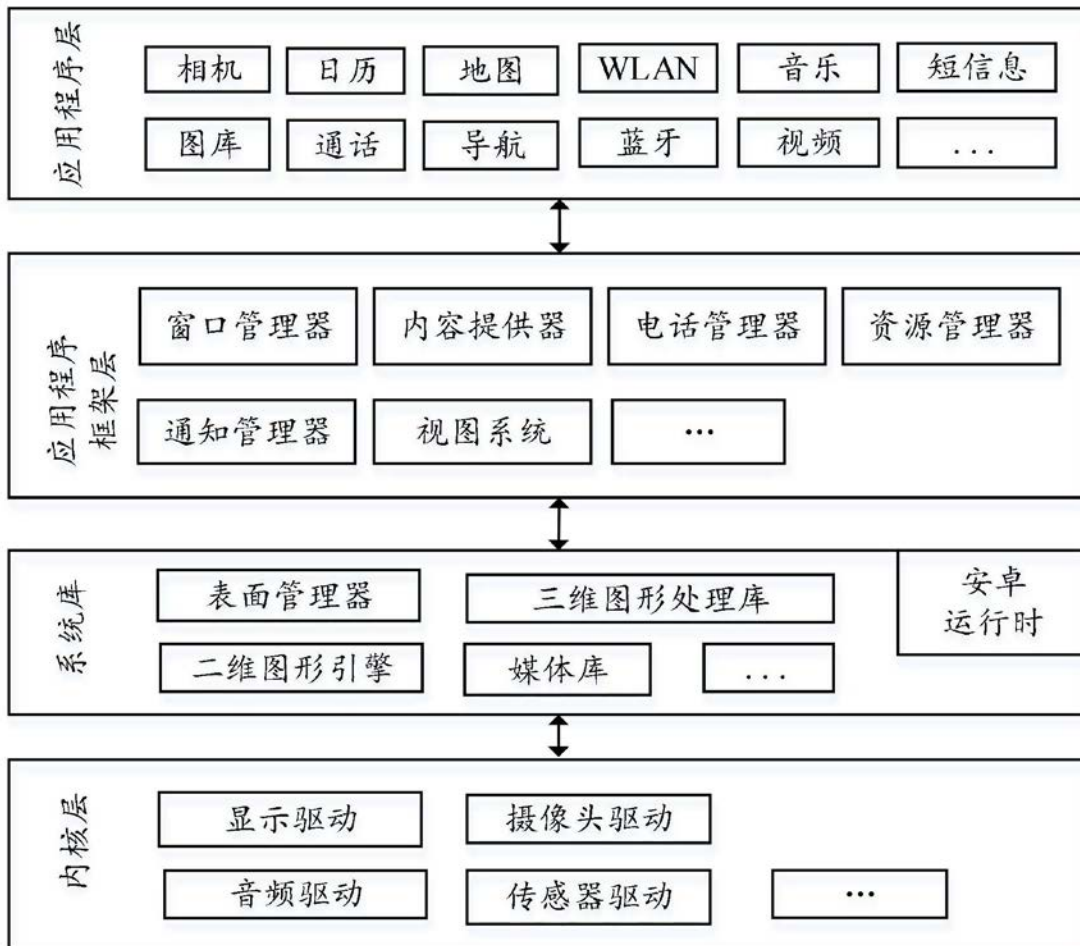 应用程序层
相机 日历 地图 WLAN 音乐 短信息
图库 通话 导航 蓝牙 视频 ...
应用程序
框架层
窗口管理器 内容提供器 电话管理器 资源管理器
通知管理器 视图系统 ...
系统库
表面管理器 三维图形处理库
安卓
运行时
二维图形引擎 媒体库 ...
内核层
显示驱动 摄像头驱动
音频驱动 传感器驱动 ...